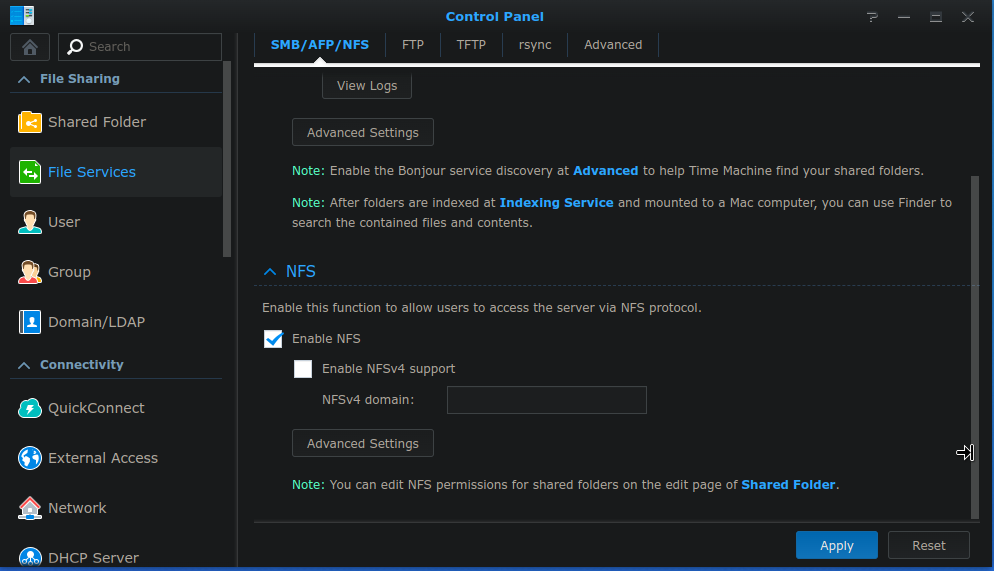 Control Panel
Search
File Sharing
Shared Folder
File Services
User
Group
Domain/LDAP
Connectivity
QuickConnect
External Access
Network
DHCP Server
SMB/AFP/NFS FTP TFTP rsync Advanced
View Logs
Advanced Settings
Note: Enable the Bonjour service discovery at Advanced to help Time Machine find your shared folders.
Note: After folders are indexed at Indexing Service and mounted to a Mac computer, you can use Finder to
search the contained files and contents.
NFS
Enable this function to allow users to access the server via NFS protocol.
Enable NFS
Enable NFSv4 support
NFSv4 domain:
Advanced Settings
Note: You can edit NFS permissions for shared folders on the edit page of Shared Folder.
Apply Reset